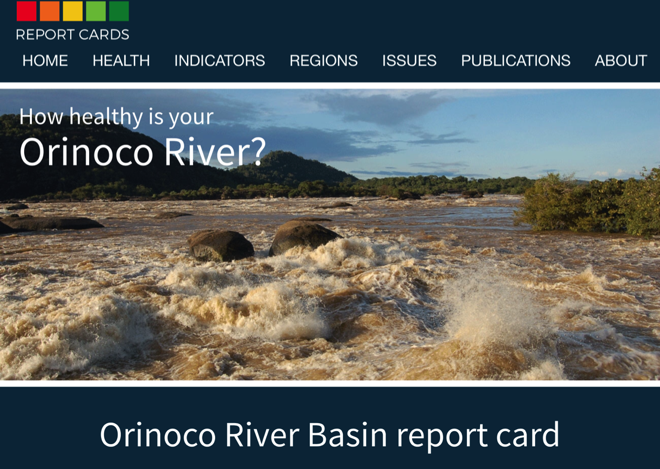 REPORT CARDS
HOME HEALTH INDICATORS REGIONS ISSUES PUBLICATIONS ABOUT
How healthy is your
Orinoco River?
Orinoco River Basin report card